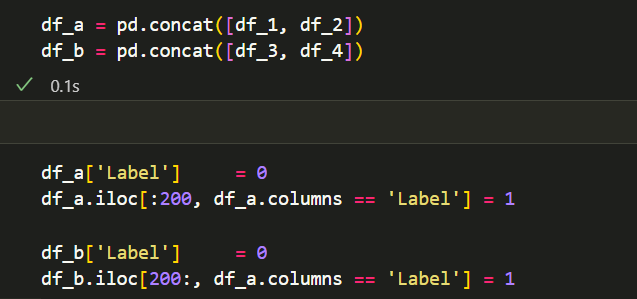 df_a = pd.concat([df_1, df_2])
df_b = pd.concat([df_3, df_4])
✓ 0.1s
df_a['Label']     = 0
df_a.iloc[:200, df_a.columns == 'Label'] = 1
df_b['Label']     = 0
df_b.iloc[200:, df_a.columns == 'Label'] = 1